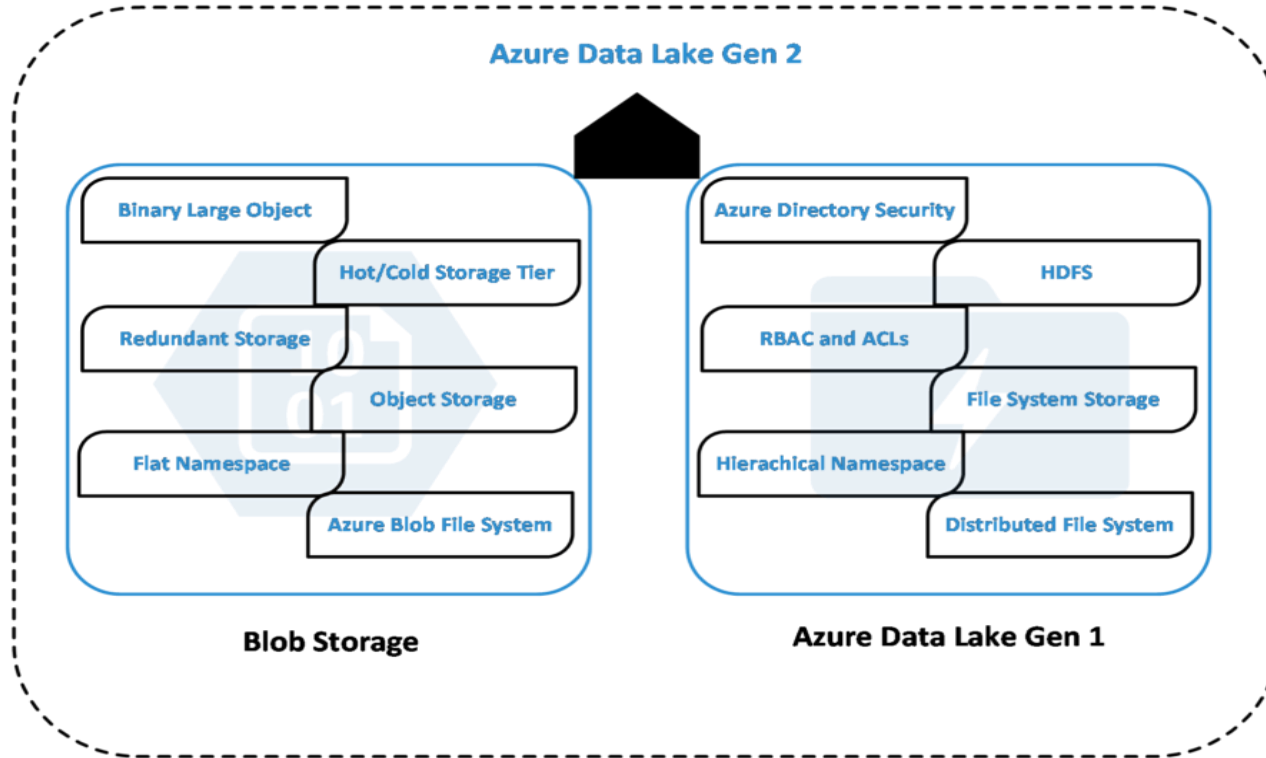 Azure Data Lake Gen 2
Binary Large Object
Hot/Cold Storage Tier
Redundant Storage
Object Storage
Flat Namespace
Azure Blob File System
Blob Storage
Azure Directory Security
HDFS
RBAC and ACLs
File System Storage
Hierachical Namespace
Distributed File System
Azure Data Lake Gen 1
10
01